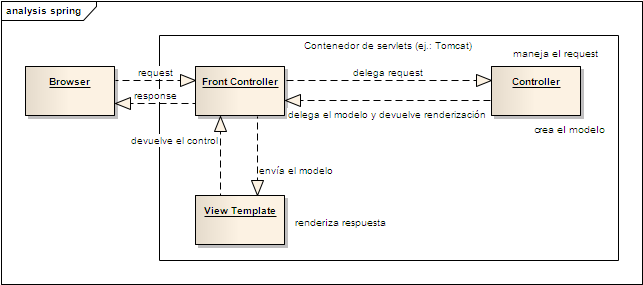 analysis spring
Contenedor de servlets (ej.: Tomcat)
maneja el request
Browser
request
response
Front Controller
delega request
delega el modelo y devuelve renderización
Controller
crea el modelo
devuelve el control
envía el modelo
View Template
renderiza respuesta